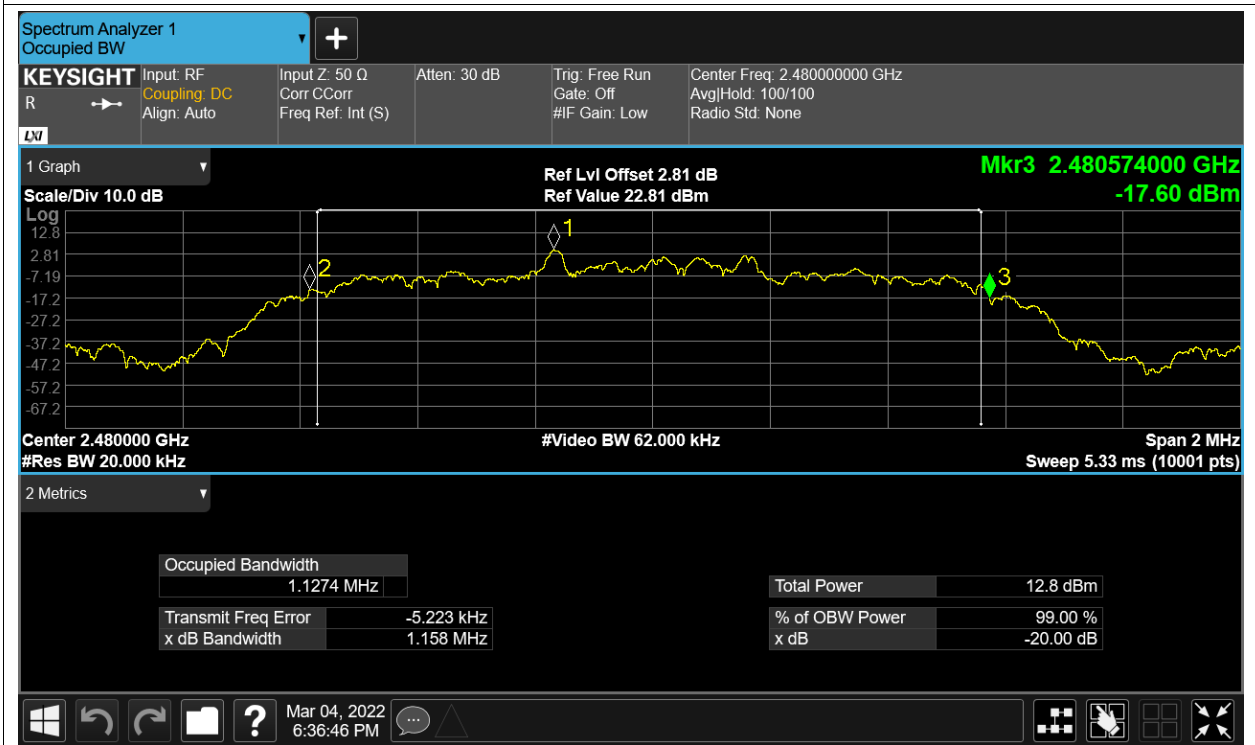 Spectrum Analyzer 1
Occupied BW
KEYSIGHT
R
LXI
Input: RF
Coupling: DC
Align: Auto
Input Z: 50 Ω
Corr CCorr
Freq Ref: Int (S)
Atten: 30 dB
Trig: Free Run
Gate: Off
#IF Gain: Low
Center Freq: 2.480000000 GHz
Avg|Hold: 100/100
Radio Std: None
1 Graph
Scale/Div 10.0 dB
Ref Lvl Offset 2.81 dB
Ref Value 22.81 dBm
Mkr3 2.480574000 GHz
-17.60 dBm
Log
12.8
2.81
-7.19
-17.2
-27.2
-37.2
-47.2
-57.2
-67.2
1
2
3
Center 2.480000 GHz
#Res BW 20.000 kHz
#Video BW 62.000 kHz
Span 2 MHz
Sweep 5.33 ms (10001 pts)
2 Metrics
Occupied Bandwidth
1.1274 MHz
Transmit Freq Error -5.223 kHz
x dB Bandwidth 1.158 MHz
Total Power 12.8 dBm
% of OBW Power 99.00 %
x dB -20.00 dB
?
Mar 04, 2022
6:36:46 PM